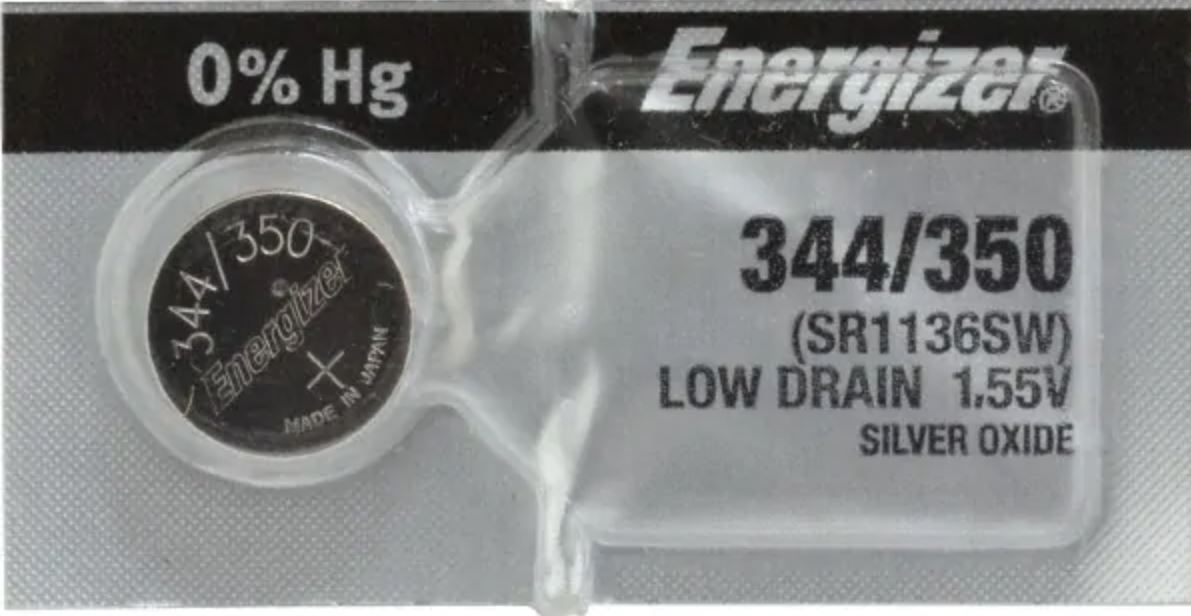 0% Hg
Energizer®
344/350
Energizer
+
MADE IN JAPAN
344/350
(SR1136SW)
LOW DRAIN 1.55V
SILVER OXIDE